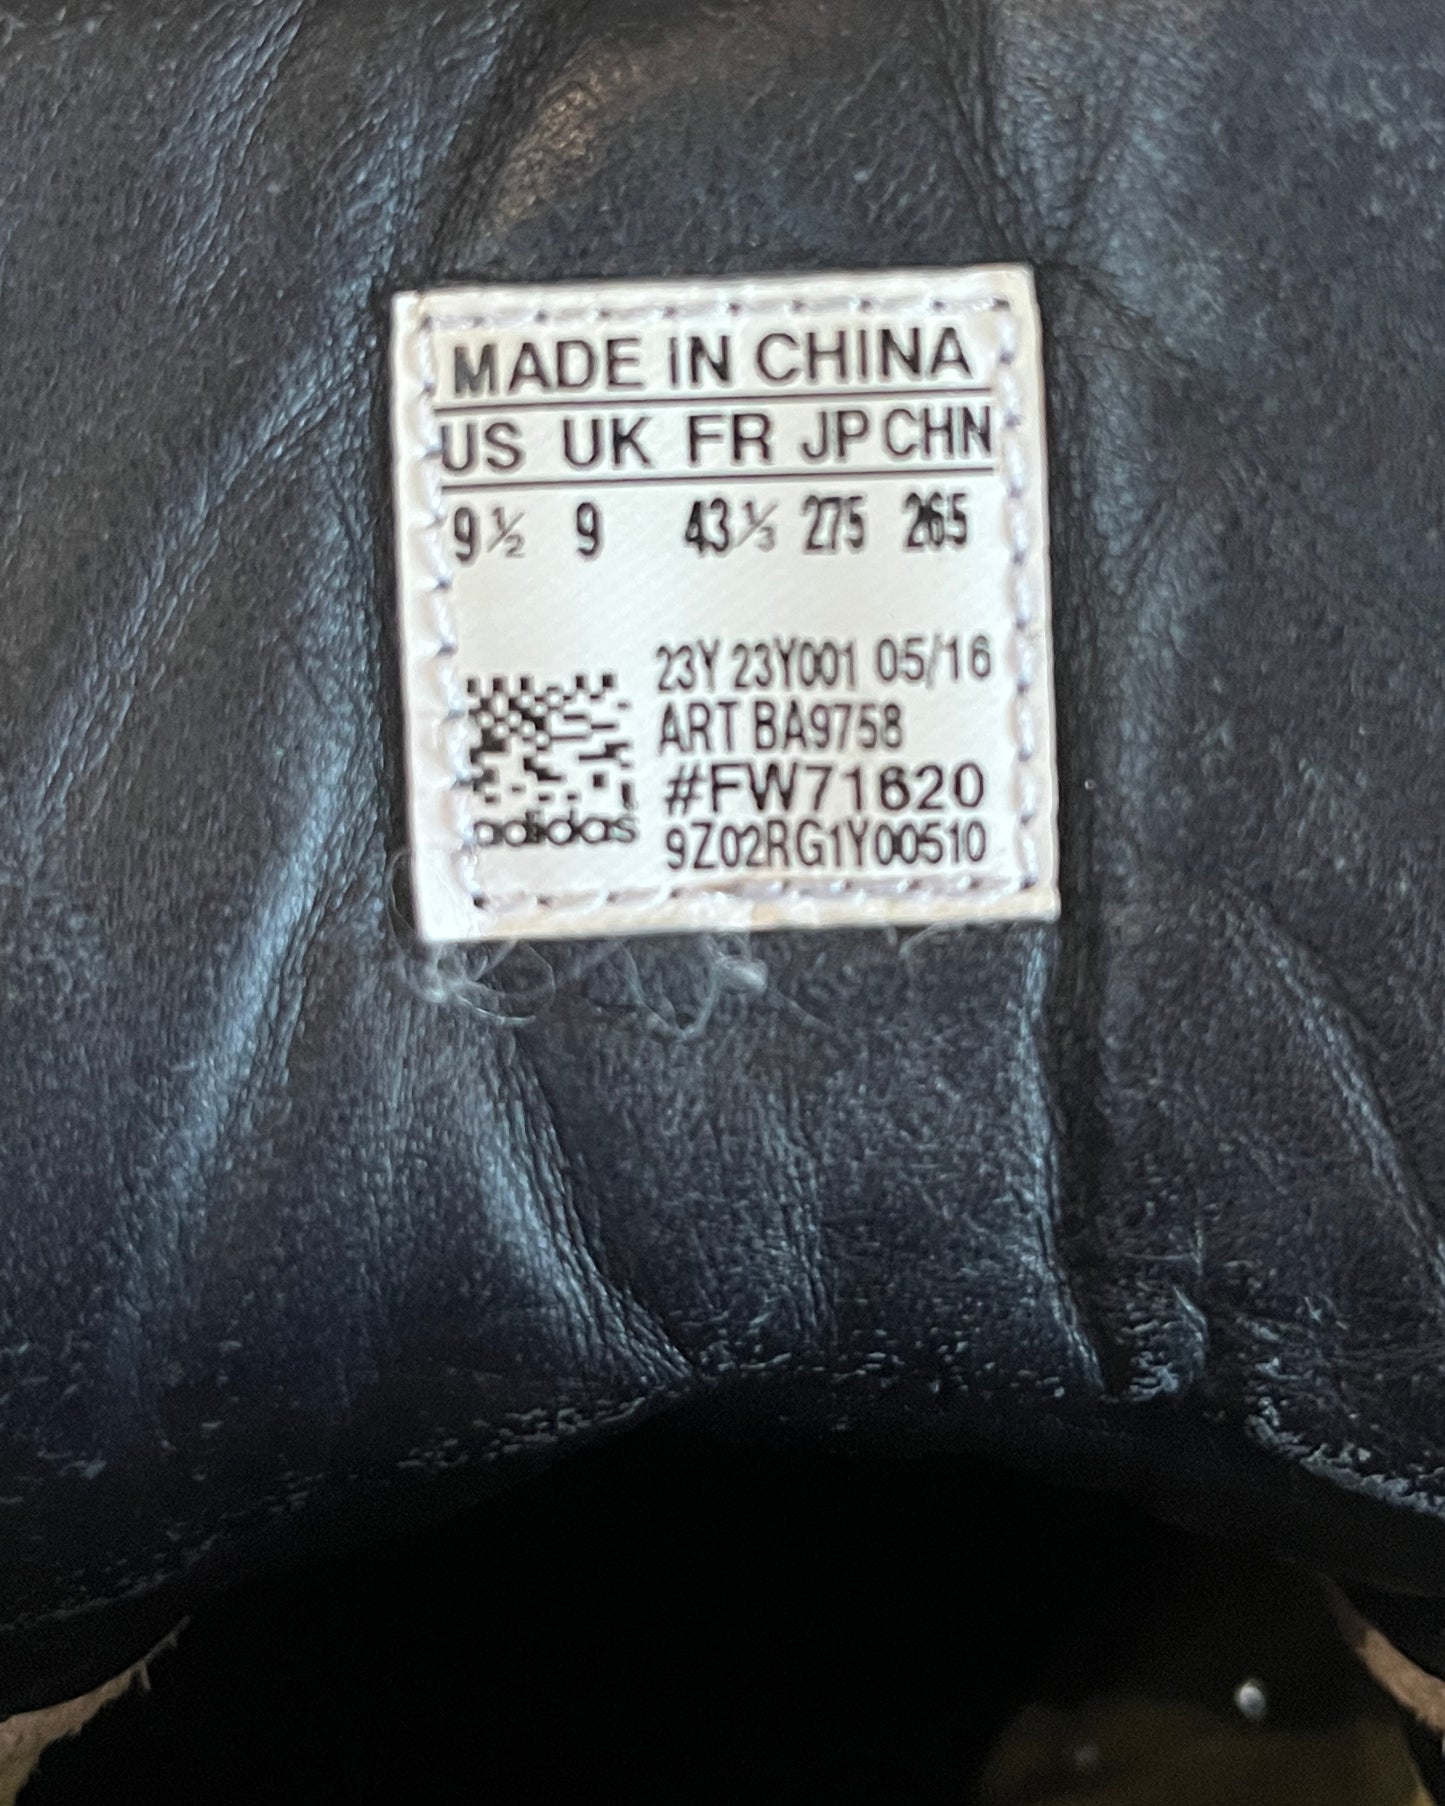 MADE IN CHINA
US UK FR JP CHN
9½ 9 43⅓ 275 265
23Y 23Y001 05/16
ART BA9758
#FW71620
adidas
9Z02RG1Y00510